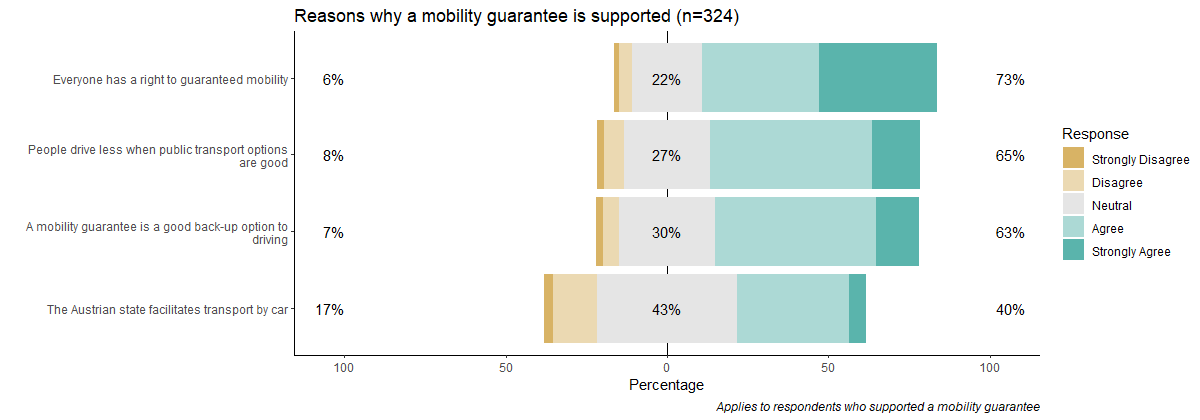 Reasons why a mobility guarantee is supported (n=324)
Everyone has a right to guaranteed mobility
6%
22%
73%
People drive less when public transport options
are good
8%
27%
65%
A mobility guarantee is a good back-up option to
driving
7%
30%
63%
The Austrian state facilitates transport by car
17%
43%
40%
100
50
0
50
100
Percentage
Response
Strongly Disagree
Disagree
Neutral
Agree
Strongly Agree
Applies to respondents who supported a mobility guarantee